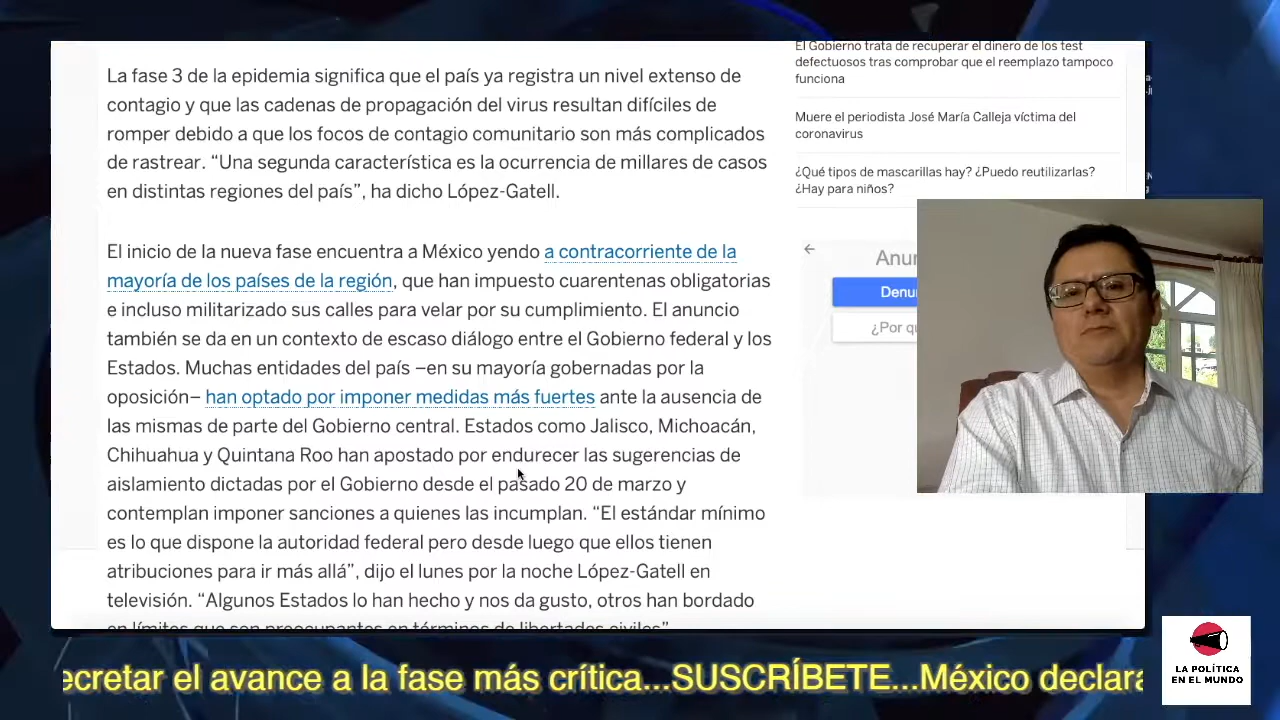 La fase 3 de la epidemia significa que el país ya registra un nivel extenso de
contagio y que las cadenas de propagación del virus resultan difíciles de
romper debido a que los focos de contagio comunitario son más complicados
de rastrear. “Una segunda característica es la ocurrencia de millares de casos
en distintas regiones del país”, ha dicho López-Gatell.
El inicio de la nueva fase encuentra a México yendo a contracorriente de la
mayoría de los países de la región, que han impuesto cuarentenas obligatorias
e incluso militarizado sus calles para velar por su cumplimiento. El anuncio
también se da en un contexto de escaso diálogo entre el Gobierno federal y los
Estados. Muchas entidades del país –en su mayoría gobernadas por la
oposición– han optado por imponer medidas más fuertes ante la ausencia de
las mismas de parte del Gobierno central. Estados como Jalisco, Michoacán,
Chihuahua y Quintana Roo han apostado por endurecer las sugerencias de
aislamiento dictadas por el Gobierno desde el pasado 20 de marzo y
contemplan imponer sanciones a quienes las incumplan. “El estándar mínimo
es lo que dispone la autoridad federal pero desde luego que ellos tienen
atribuciones para ir más allá”, dijo el lunes por la noche López-Gatell en
televisión. “Algunos Estados lo han hecho y nos da gusto, otros han bordado
en límites que son preocupantes en términos de libertades civiles”
El Gobierno trata de recuperar el dinero de los test
defectuosos tras comprobar que el reemplazo tampoco
funciona
Muere el periodista José María Calleja víctima del
coronavirus
¿Qué tipos de mascarillas hay? ¿Puedo reutilizarlas?
¿Hay para niños?
Anun
Denu
¿Por qu
ecretar el avance a la fase más crítica...SUSCRÍBETE...México declara
LA POLÍTICA
EN EL MUNDO